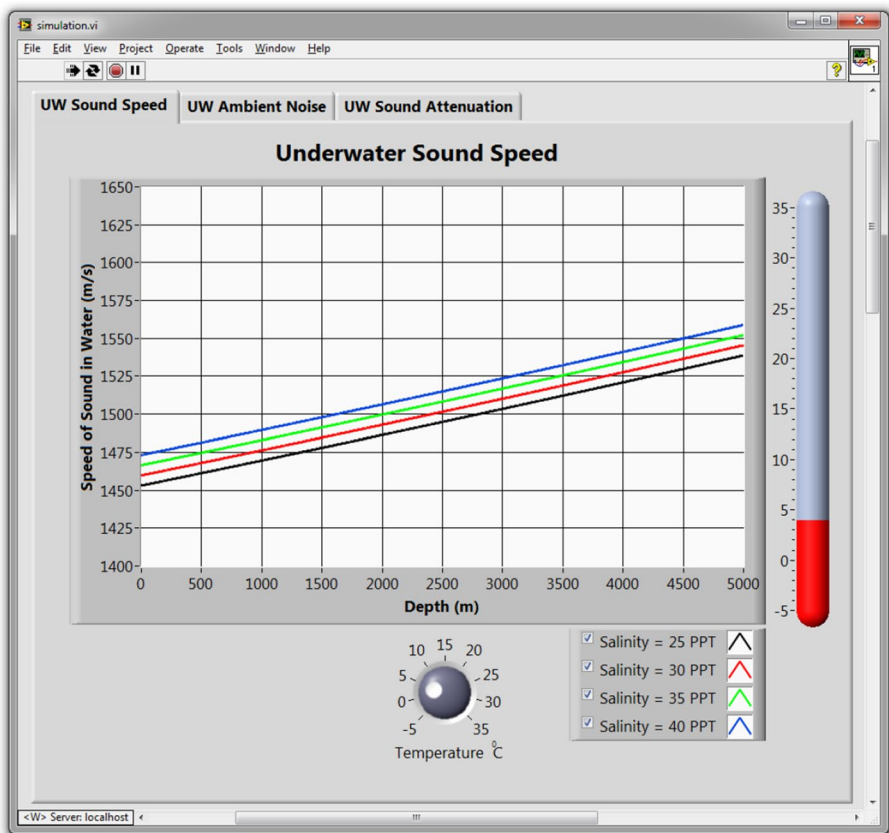 simulation.vi
File Edit View Project Operate Tools Window Help
1
UW Sound Speed UW Ambient Noise UW Sound Attenuation
Underwater Sound Speed
Speed of Sound in Water (m/s)
1650
1625
1600
1575
1550
1525
1500
1475
1450
1425
1400
0 500 1000 1500 2000 2500 3000 3500 4000 4500 5000
Depth (m)
35
30
25
20
15
10
5
0
-5
10 15 20
5 25
0 30
-5 35
Temperature °C
Salinity = 25 PPT
Salinity = 30 PPT
Salinity = 35 PPT
Salinity = 40 PPT
<W> Server: localhost